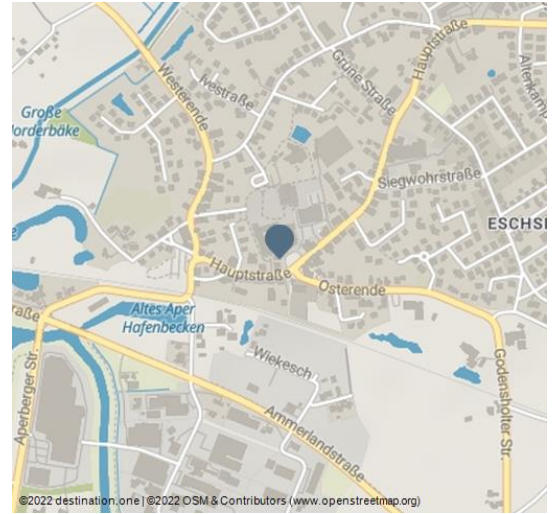 Hauptstraße
Altenkamp
Grüne Straße
Westerende
Ivestraße
Große
Norderbäke
Siegwohrstraße
ESCHS
Hauptstraße
Osterende
Altes Aper
Hafenbecken
Wiekesch
Godensholter Str.
Aperberger Str.
Ammerlandstraße
©2022 destination.one | ©2022 OSM & Contributors (www.openstreetmap.org)